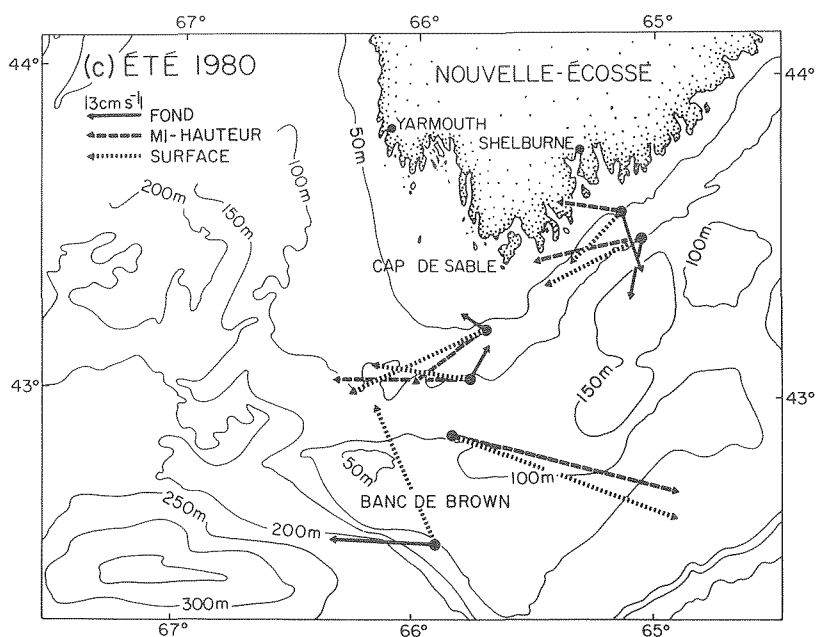 67° 66° 65°
44° 44°
(c) ÉTÉ 1980
NOUVELLE-ÉCOSSE
|3cm s⁻¹|
FOND
MI-HAUTEUR
SURFACE
YARMOUTH
SHELBURNE
50m
100m
200m
150m
100m
CAP DE SABLE
43° 43°
150m
50m
100m
BANC DE BROWN
250m
200m
300m
67° 66° 65°